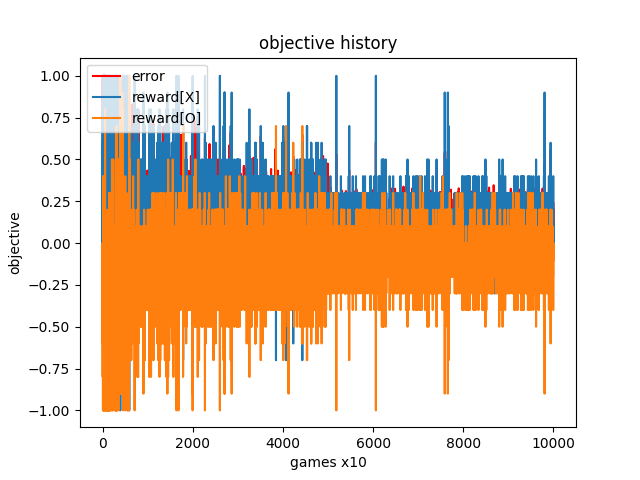 objective history
error
reward[X]
reward[O]
1.00
0.75
0.50
0.25
0.00
−0.25
−0.50
−0.75
−1.00
objective
0 2000 4000 6000 8000 10000
games x10